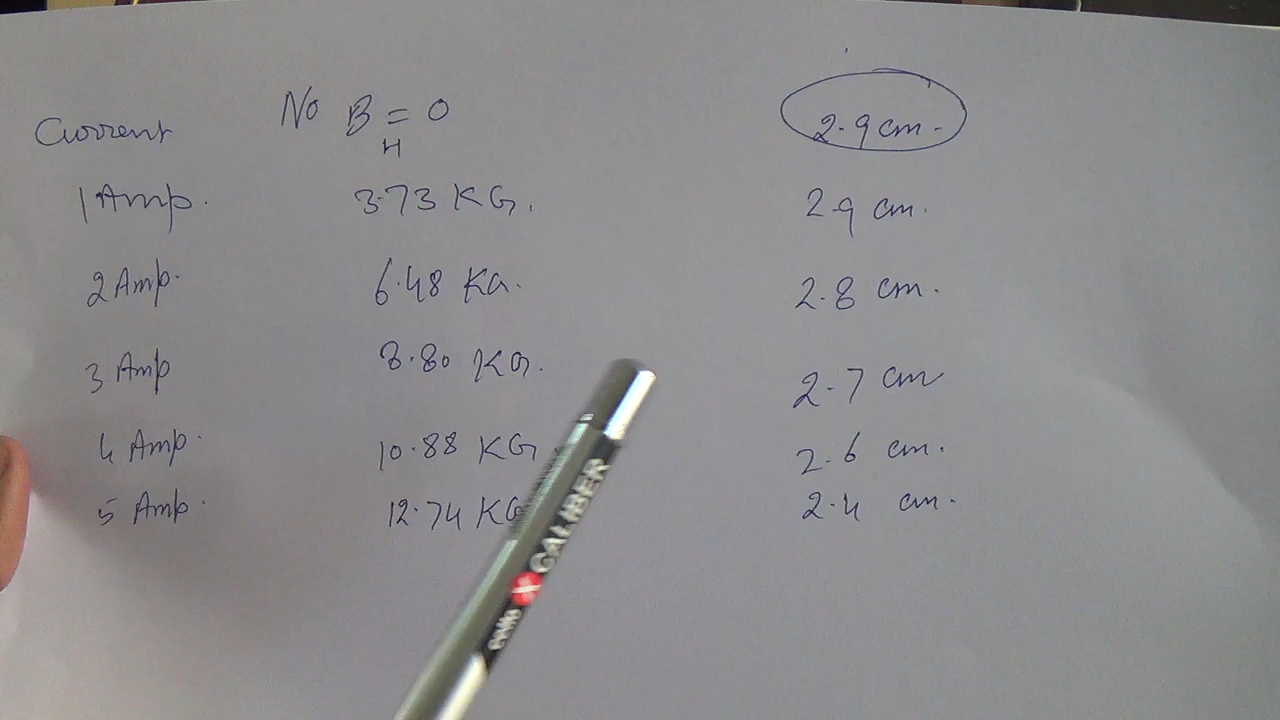 Current No B = 0 2.9 cm.
H
1 Amp. 3.73 KG. 2.9 cm.
2 Amp. 6.48 KG. 2.8 cm.
3 Amp 8.80 KG. 2.7 cm
4 Amp. 10.88 KG 2.6 cm.
5 Amp. 12.74 KG 2.4 cm.
cello CALIBER